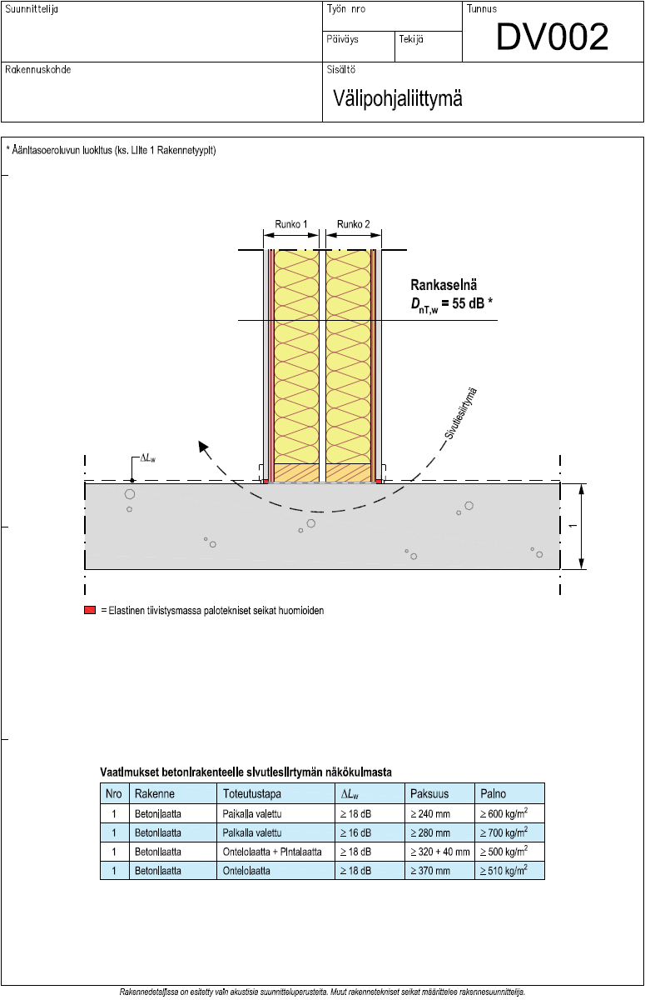 Suunnittelija
Työn nro
Tunnus
DV002
Päiväys
Tekijä
Rakennuskohde
Sisältö
Välipohjaliittymä
* Äänitasoeroluvun luokitus (ks. Liite 1 Rakennetyypit)
Runko 1
Runko 2
Rankaseinä
DnT,w = 55 dB *
Sivutiesiirtymä
ΔLw
1
= Elastinen tiivistysmassa palotekniset seikat huomioiden
Vaatimukset betonirakenteelle sivutiesiirtymän näkökulmasta
Nro Rakenne Toteutustapa ΔLw Paksuus Paino
1 Betonilaatta Paikalla valettu ≥ 18 dB ≥ 240 mm ≥ 600 kg/m²
1 Betonilaatta Paikalla valettu ≥ 16 dB ≥ 280 mm ≥ 700 kg/m²
1 Betonilaatta Ontelolaatta + Pintalaatta ≥ 18 dB ≥ 320 + 40 mm ≥ 500 kg/m²
1 Betonilaatta Ontelolaatta ≥ 18 dB ≥ 370 mm ≥ 510 kg/m²
Rakennedetaljissa on esitetty vain akustisia suunnitteluperusteita. Muut rakennetekniset seikat määrittelee rakennesuunnittelija.